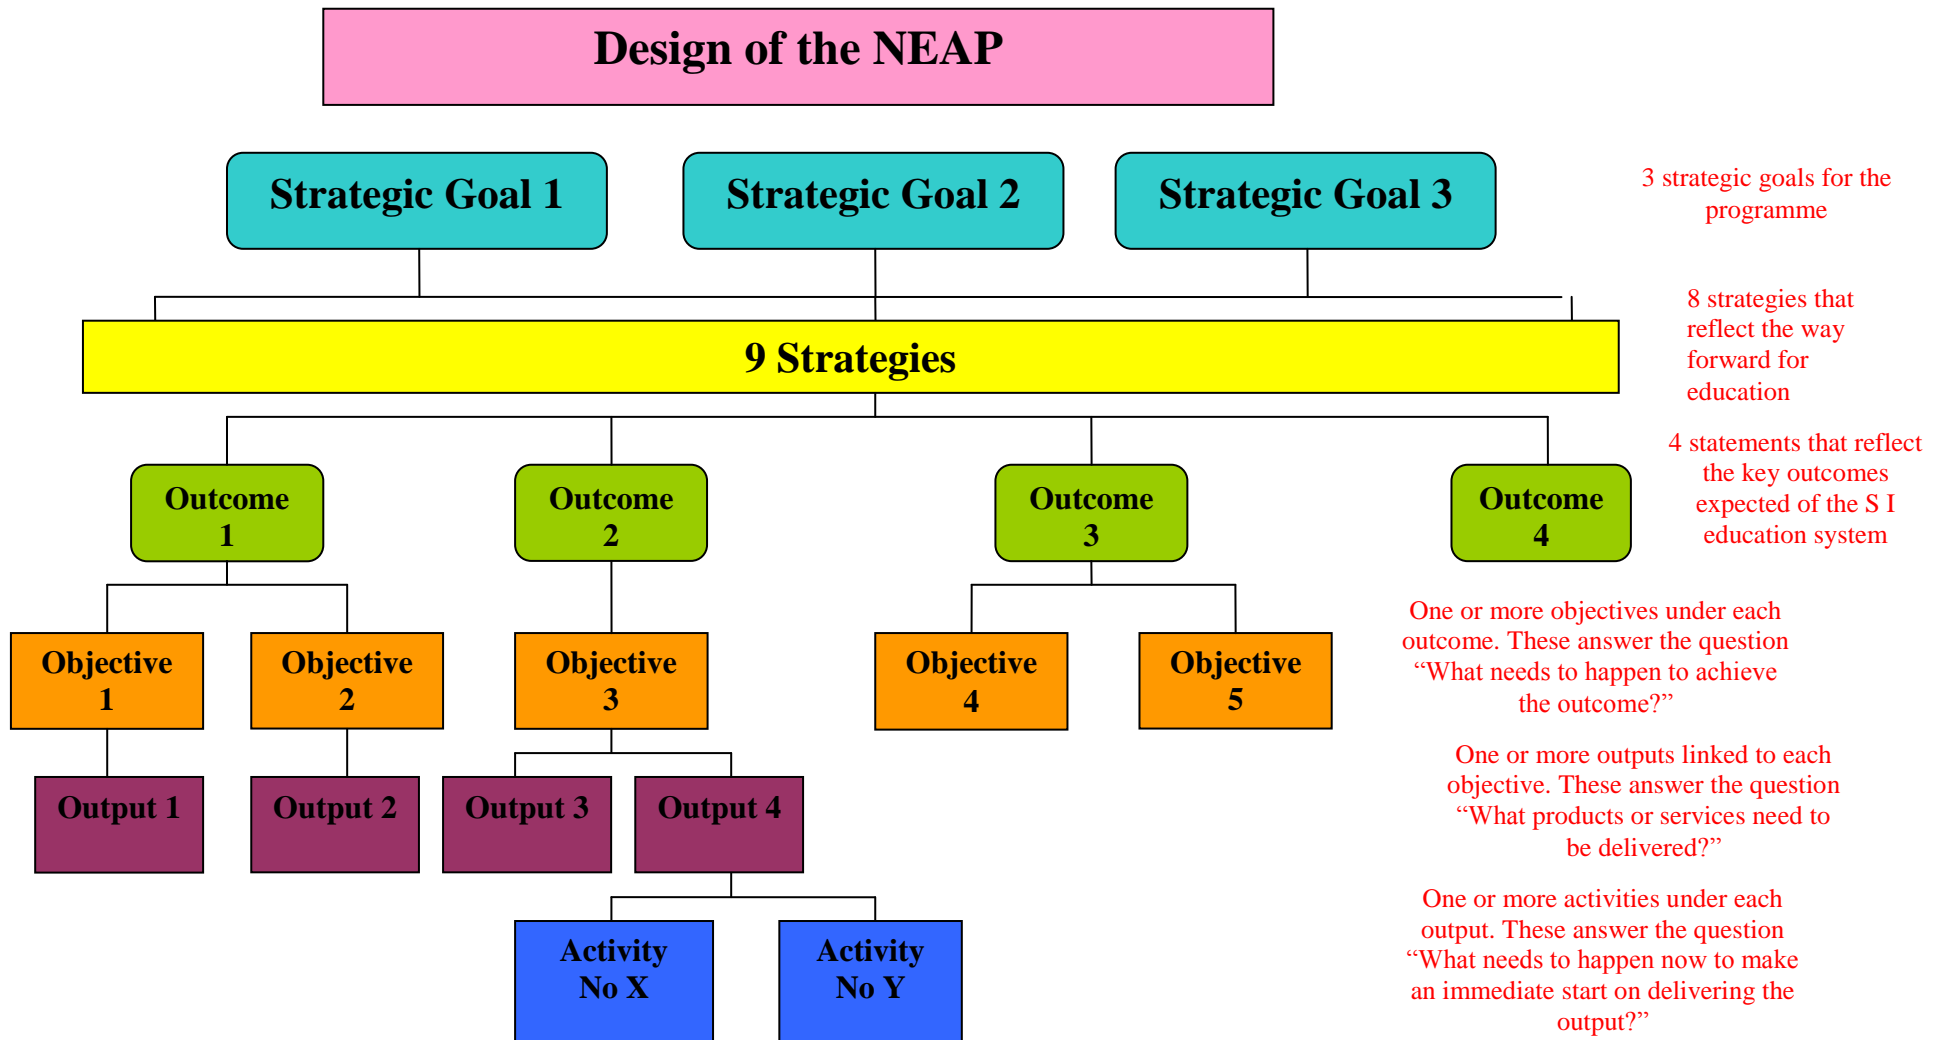 Design of the NEAP
Strategic Goal 1
Strategic Goal 2
Strategic Goal 3
3 strategic goals for the
programme
8 strategies that
reflect the way
forward for
education
9 Strategies
4 statements that reflect
the key outcomes
expected of the S I
education system
Outcome
1
Outcome
2
Outcome
3
Outcome
4
One or more objectives under each
outcome. These answer the question
“What needs to happen to achieve
the outcome?”
Objective
1
Objective
2
Objective
3
Objective
4
Objective
5
One or more outputs linked to each
objective. These answer the question
“What products or services need to
be delivered?”
Output 1
Output 2
Output 3
Output 4
One or more activities under each
output. These answer the question
“What needs to happen now to make
an immediate start on delivering the
output?”
Activity
No X
Activity
No Y